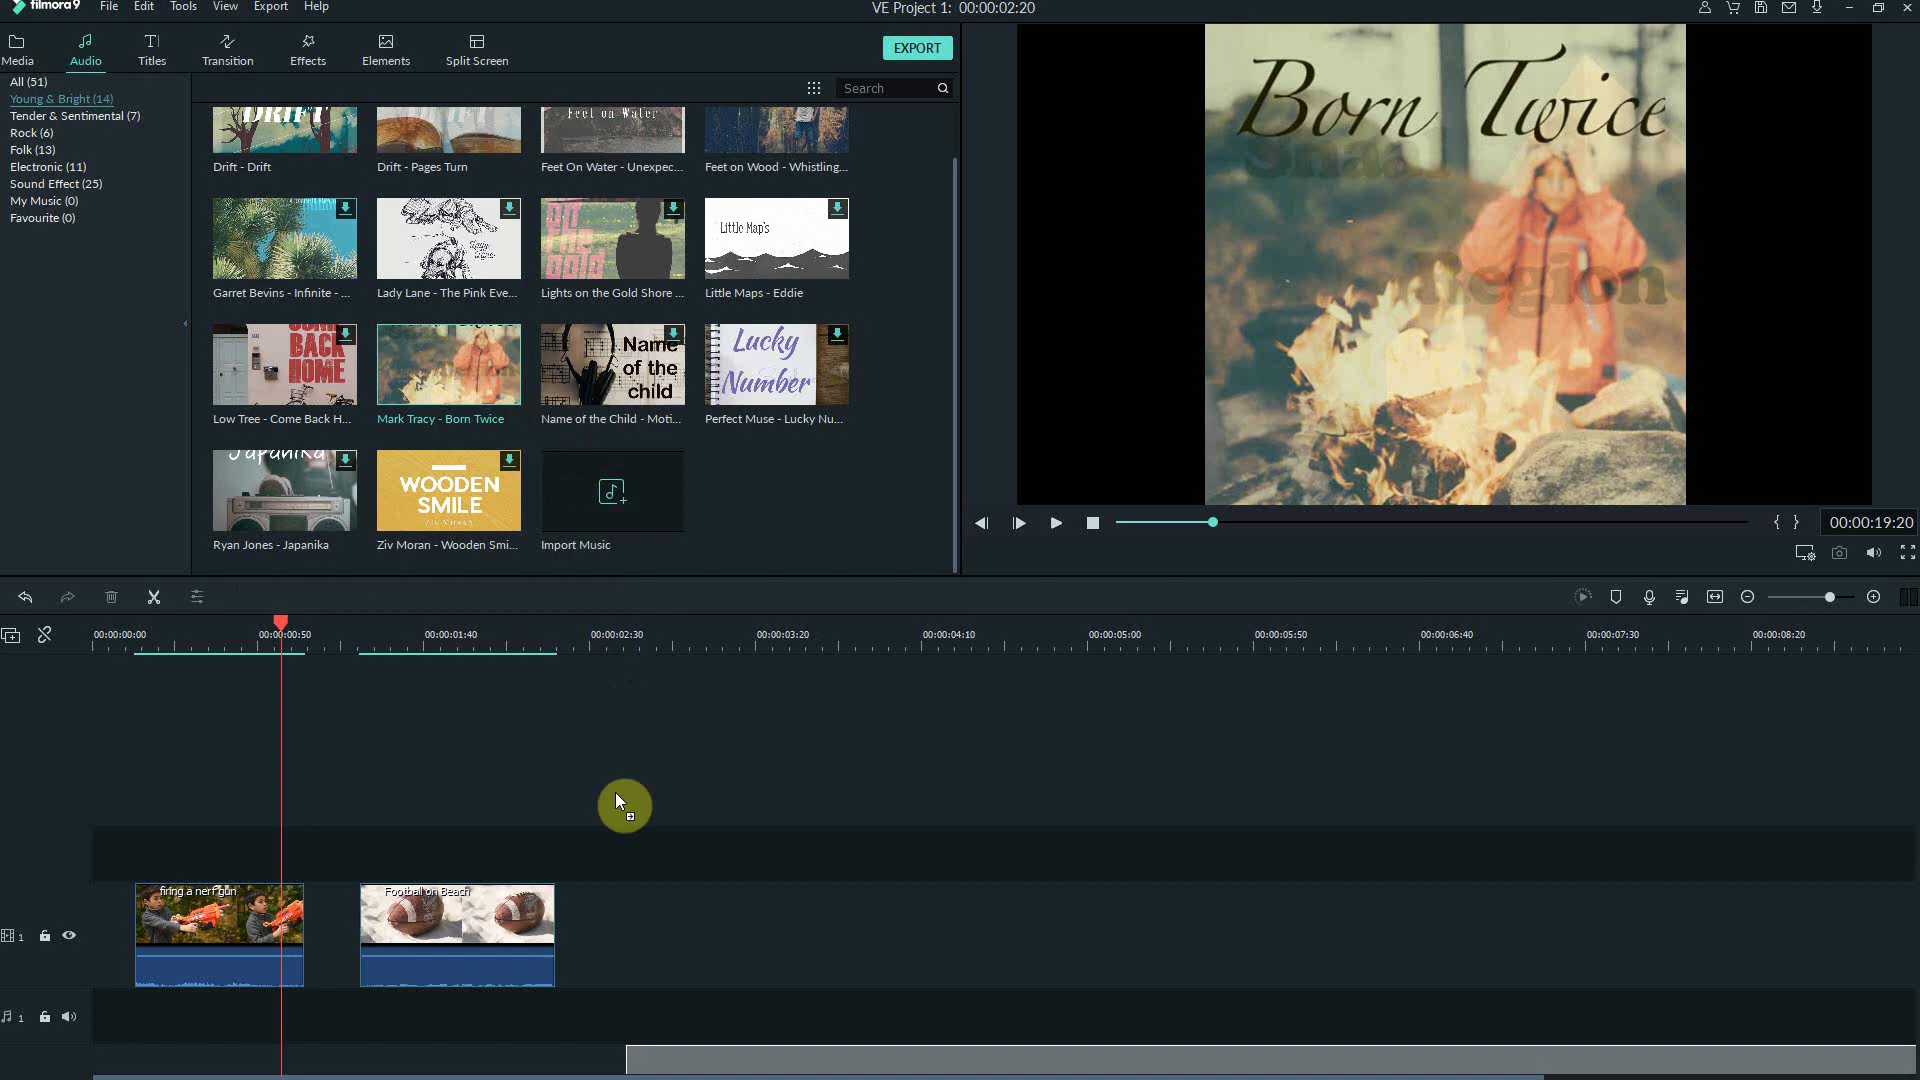 filmora9 File Edit Tools View Export Help
VE Project 1: 00:00:02:20
Media Audio Titles Transition Effects Elements Split Screen
EXPORT
Search
All (51)
Young & Bright (14)
Tender & Sentimental (7)
Rock (6)
Folk (13)
Electronic (11)
Sound Effect (25)
My Music (0)
Favourite (0)
DRIFT
Feet on Water
Drift - Drift
Drift - Pages Turn
Feet On Water - Unexpec...
Feet on Wood - Whistling...
Little Maps
Garret Bevins - Infinite - ...
Lady Lane - The Pink Eve...
Lights on the Gold Shore ...
Little Maps - Eddie
COME
BACK
HOME
Name
of the
child
Lucky
Number
Low Tree - Come Back H...
Mark Tracy - Born Twice
Name of the Child - Moti...
Perfect Muse - Lucky Nu...
Japanika
WOODEN
SMILE
Ryan Jones - Japanika
Ziv Moran - Wooden Smi...
Import Music
Born Twice
Region
00:00:19:20
00:00:00:00 00:00:00:50 00:00:01:40 00:00:02:30 00:00:03:20 00:00:04:10 00:00:05:00 00:00:05:50 00:00:06:40 00:00:07:30 00:00:08:20
firing a nerf gun
Football on Beach
1
1